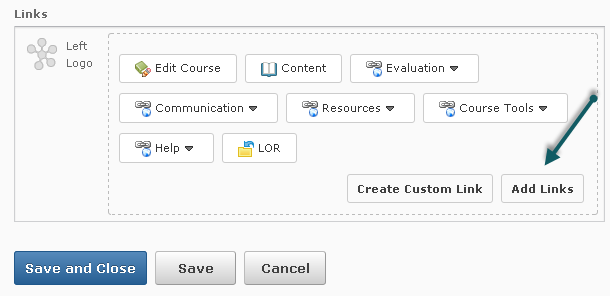 Links
Left
Logo
Edit Course Content Evaluation
Communication Resources Course Tools
Help LOR
Create Custom Link Add Links
Save and Close Save Cancel